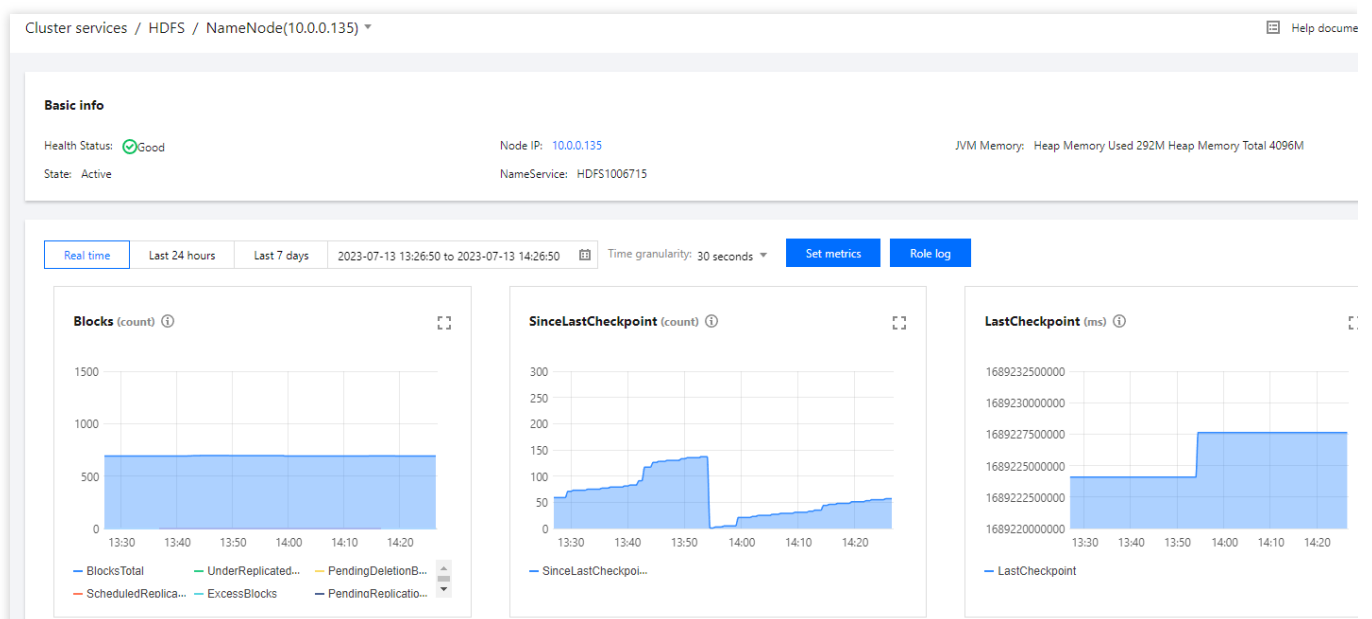 Cluster services / HDFS / NameNode(10.0.0.135)
Help docume
Basic info
Health Status: Good
Node IP: 10.0.0.135
JVM Memory: Heap Memory Used 292M Heap Memory Total 4096M
State: Active
NameService: HDFS1006715
Real time
Last 24 hours
Last 7 days
2023-07-13 13:26:50 to 2023-07-13 14:26:50
Time granularity: 30 seconds
Set metrics
Role log
Blocks (count)
1500
1000
500
0
13:30 13:40 13:50 14:00 14:10 14:20
BlocksTotal UnderReplicated... PendingDeletionB...
ScheduledReplica... ExcessBlocks PendingReplicatio...
SinceLastCheckpoint (count)
300
250
200
150
100
50
0
13:30 13:40 13:50 14:00 14:10 14:20
SinceLastCheckpoi...
LastCheckpoint (ms)
1689232500000
1689230000000
1689227500000
1689225000000
1689222500000
1689220000000
13:30 13:40 13:50 14:00 14:10 14:20
LastCheckpoint